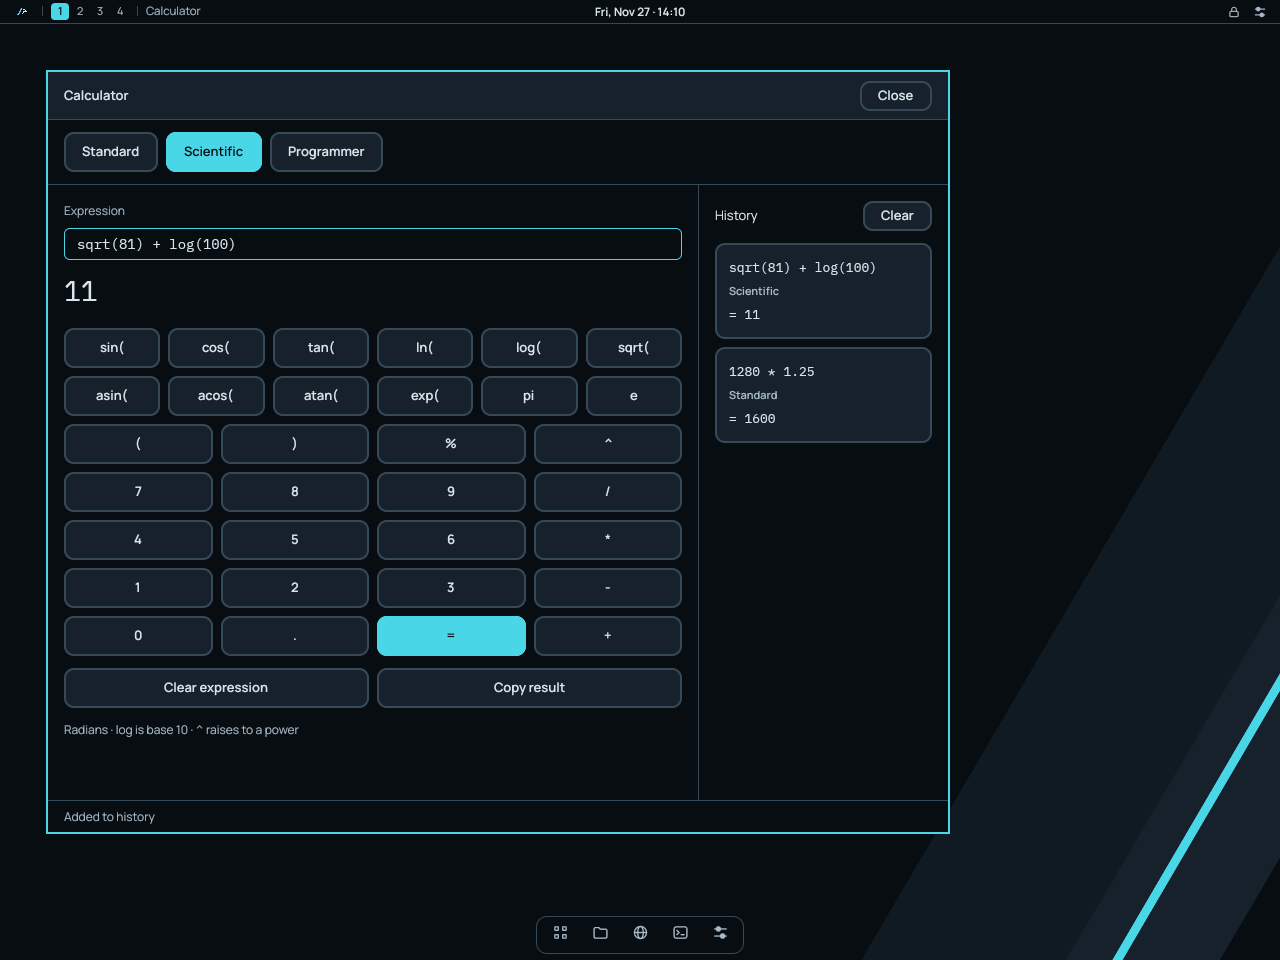 1 2 3 4 Calculator Fri, Nov 27 · 14:10
Calculator Close
Standard Scientific Programmer
Expression
sqrt(81) + log(100)
11
sin( cos( tan( ln( log( sqrt(
asin( acos( atan( exp( pi e
( ) % ^
7 8 9 /
4 5 6 *
1 2 3 -
0 . = +
Clear expression Copy result
Radians · log is base 10 · ^ raises to a power
History Clear
sqrt(81) + log(100)
Scientific
= 11
1280 * 1.25
Standard
= 1600
Added to history